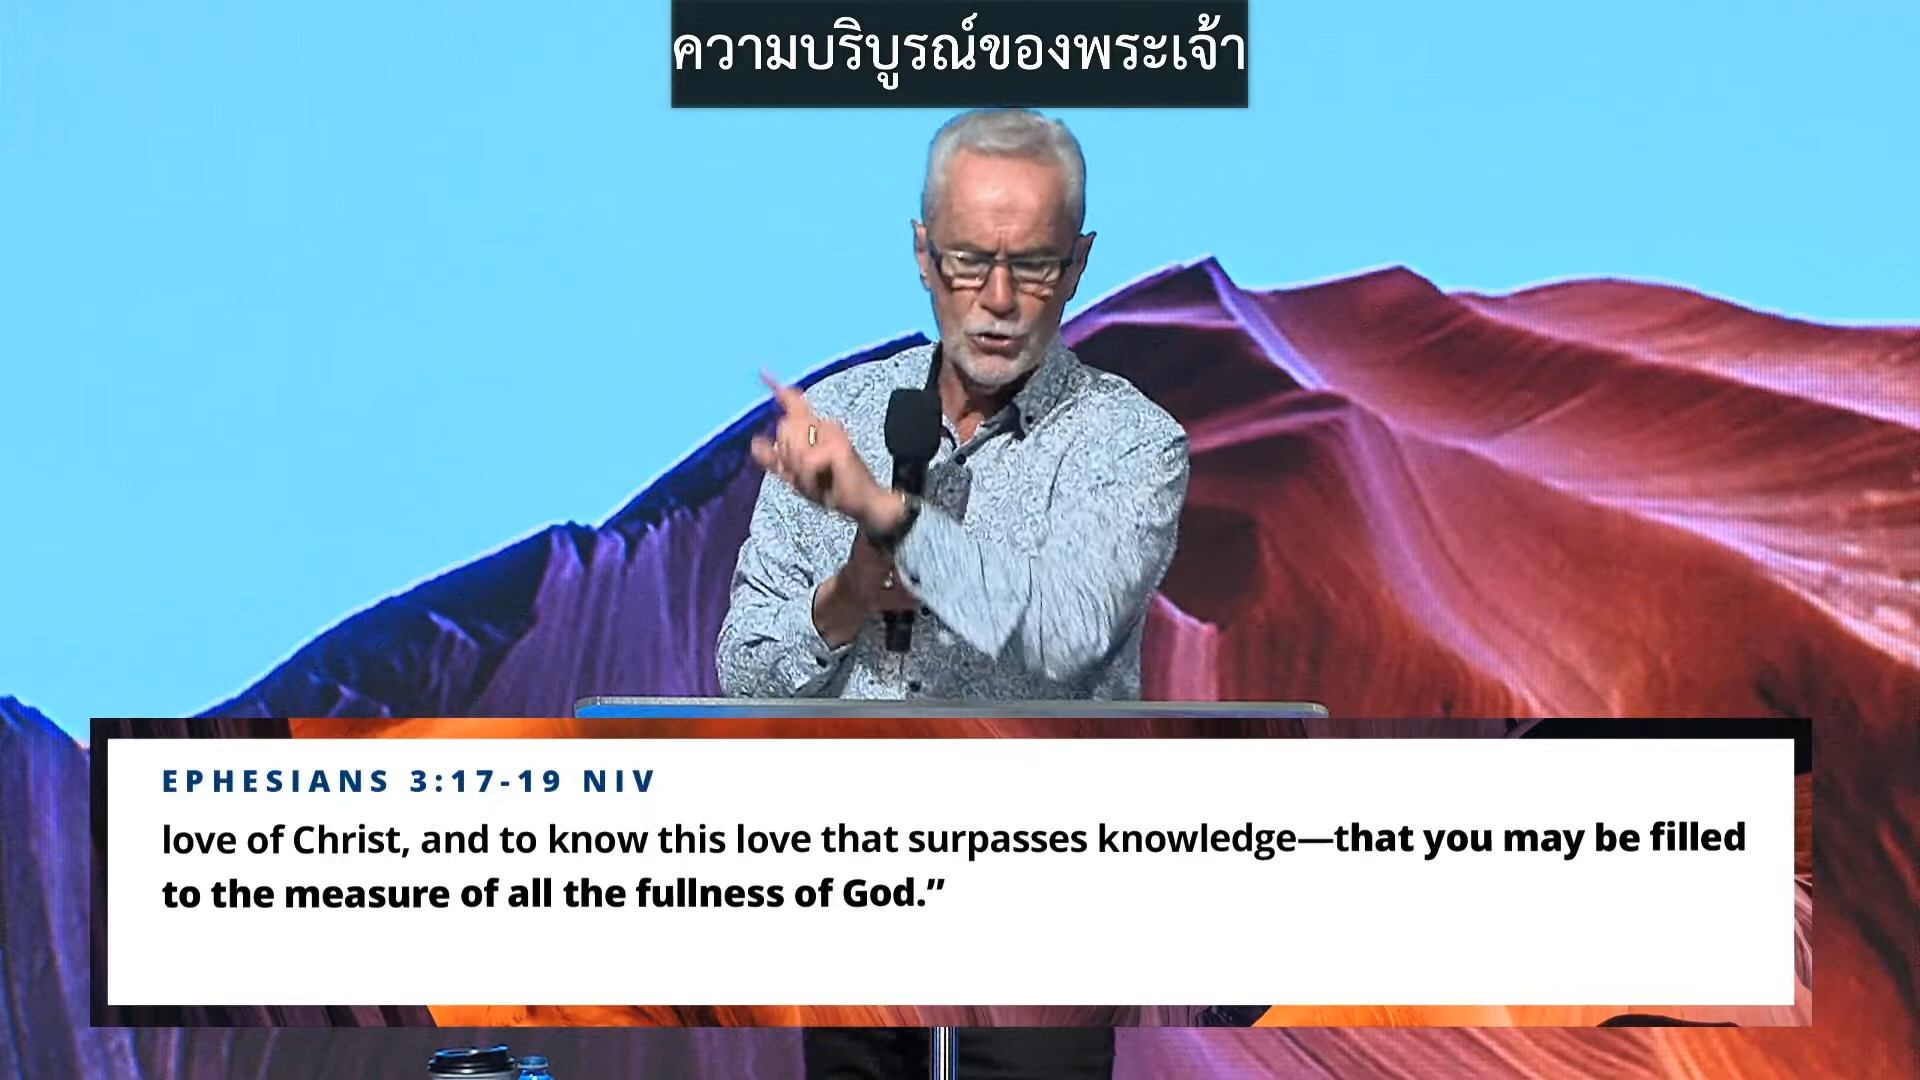 ความบริบูรณ์ของพระเจ้า
EPHESIANS 3:17-19 NIV
love of Christ, and to know this love that surpasses knowledge—that you may be filled
to the measure of all the fullness of God.”